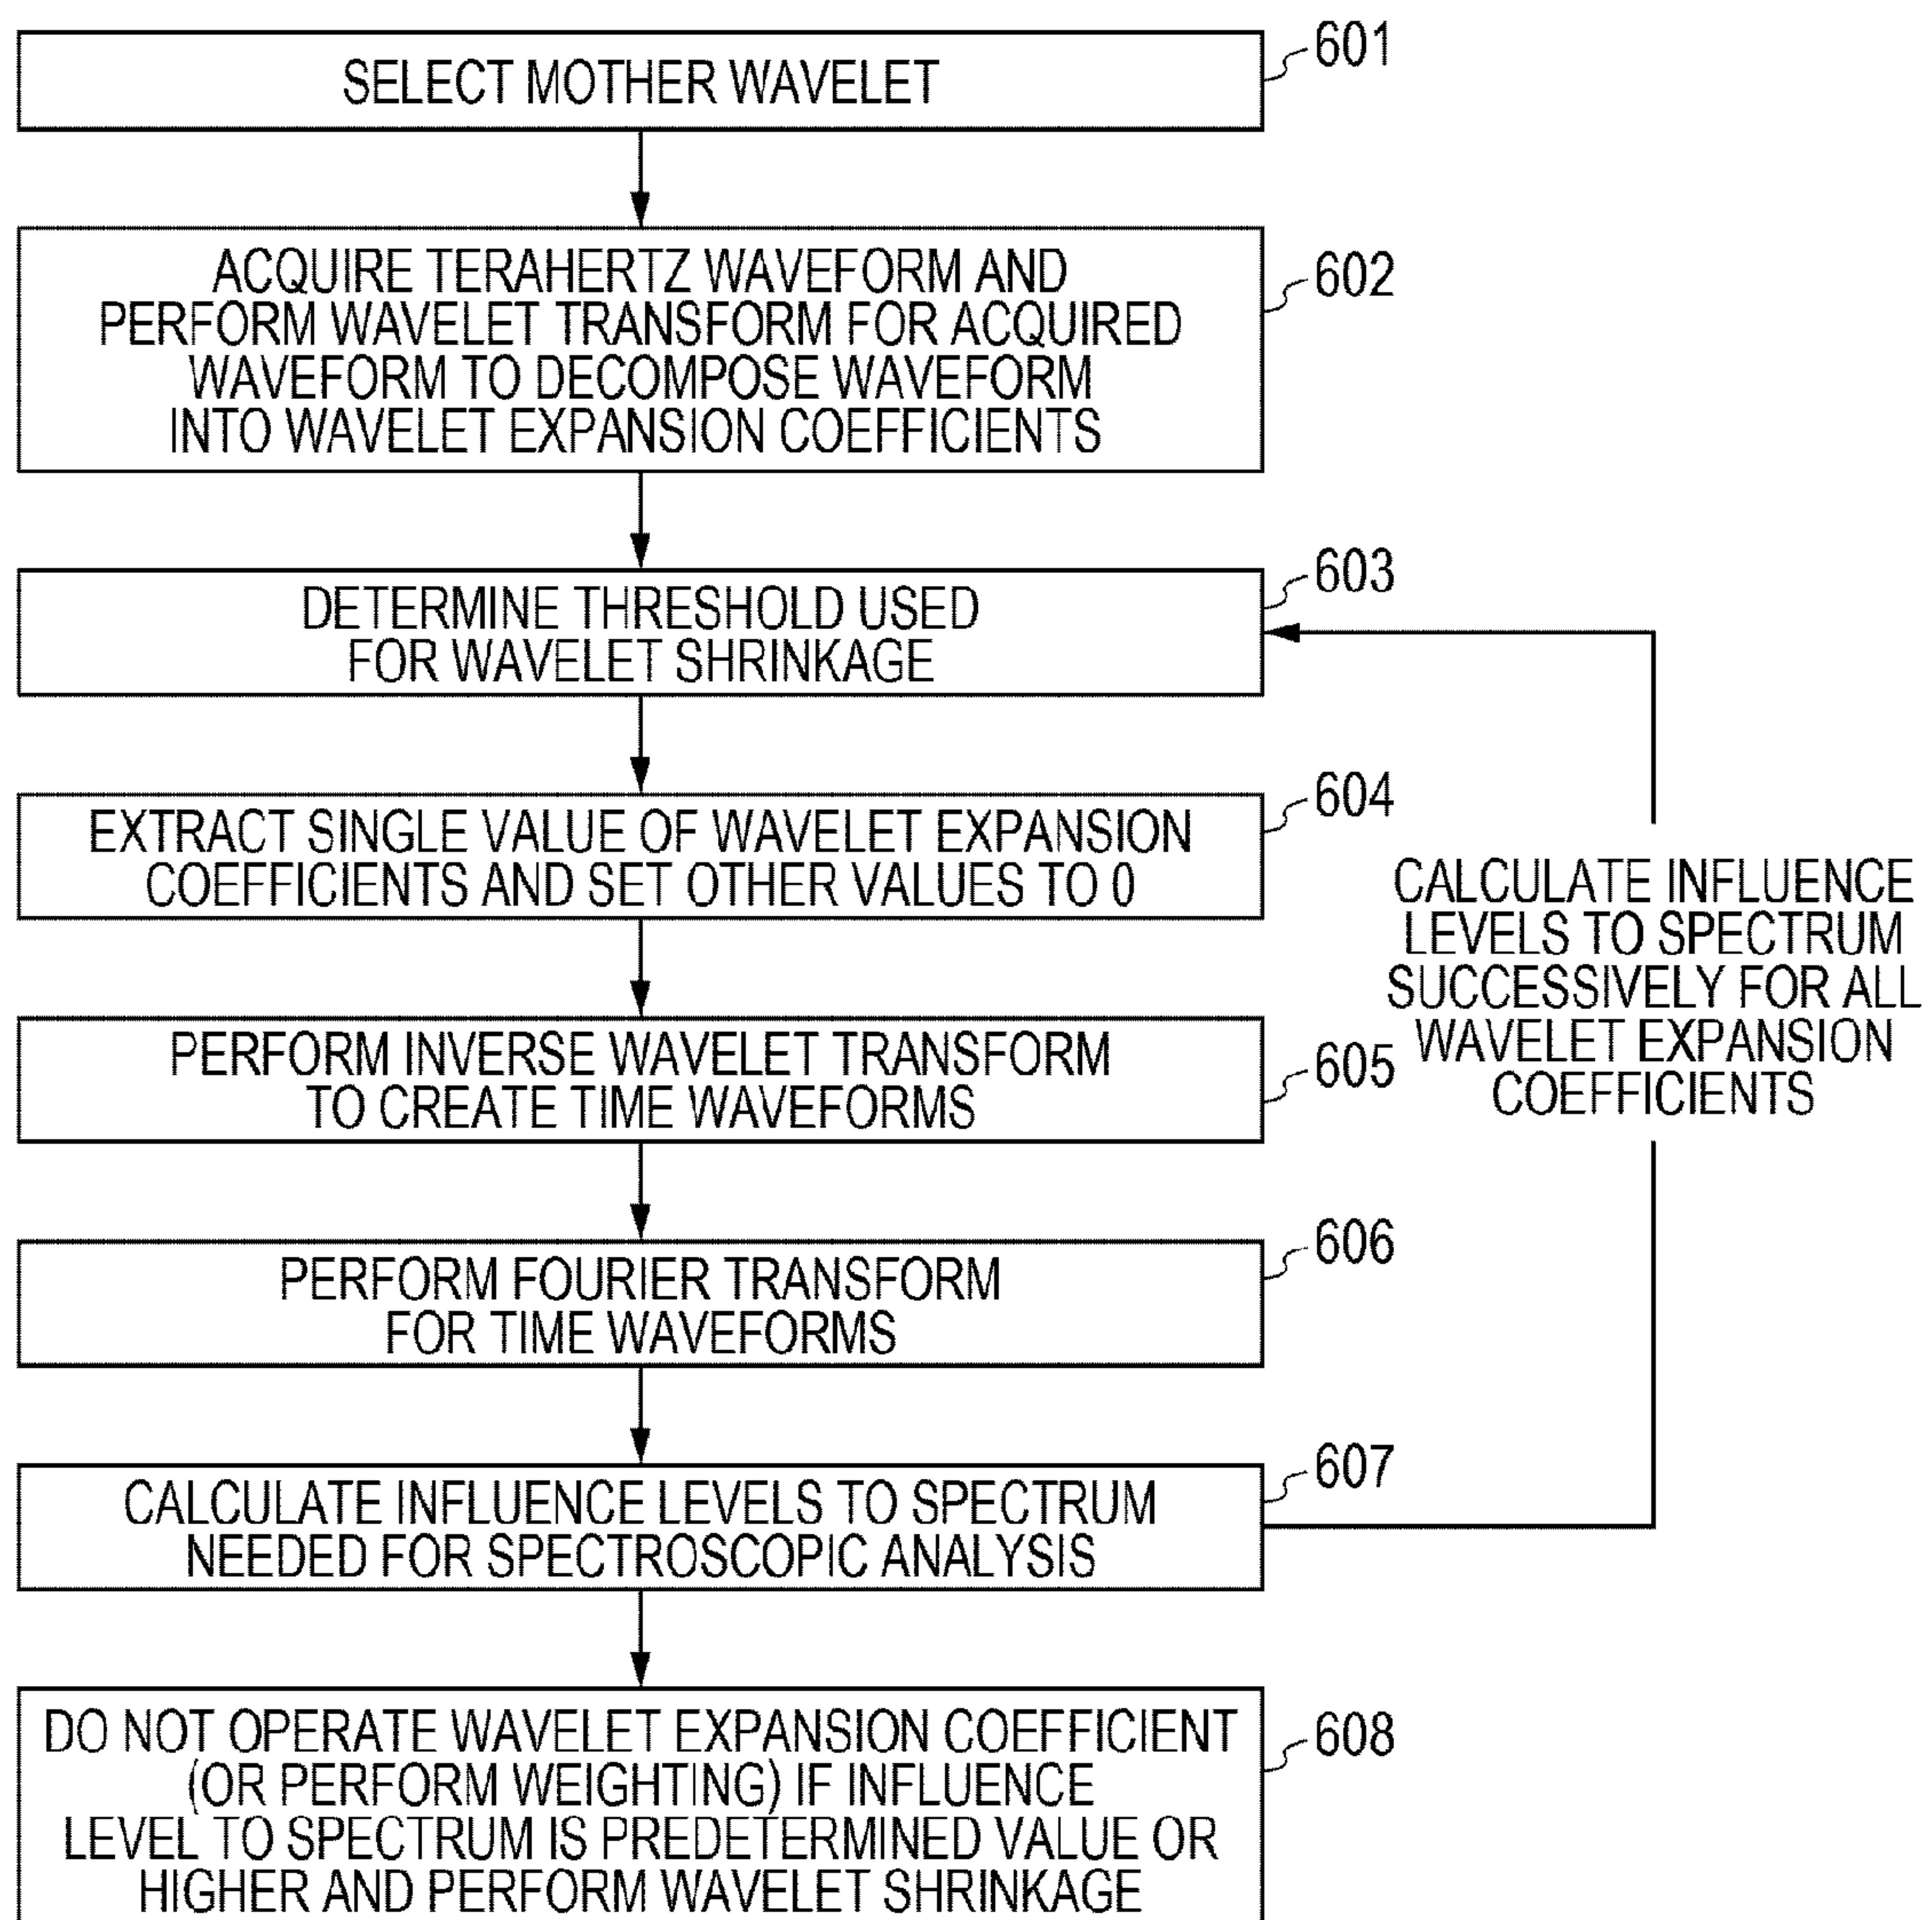 SELECT MOTHER WAVELET
601
ACQUIRE TERAHERTZ WAVEFORM AND
PERFORM WAVELET TRANSFORM FOR ACQUIRED
WAVEFORM TO DECOMPOSE WAVEFORM
INTO WAVELET EXPANSION COEFFICIENTS
602
DETERMINE THRESHOLD USED
FOR WAVELET SHRINKAGE
603
EXTRACT SINGLE VALUE OF WAVELET EXPANSION
COEFFICIENTS AND SET OTHER VALUES TO 0
604
PERFORM INVERSE WAVELET TRANSFORM
TO CREATE TIME WAVEFORMS
605
PERFORM FOURIER TRANSFORM
FOR TIME WAVEFORMS
606
CALCULATE INFLUENCE LEVELS TO SPECTRUM
NEEDED FOR SPECTROSCOPIC ANALYSIS
607
CALCULATE INFLUENCE
LEVELS TO SPECTRUM
SUCCESSIVELY FOR ALL
WAVELET EXPANSION
COEFFICIENTS
DO NOT OPERATE WAVELET EXPANSION COEFFICIENT
(OR PERFORM WEIGHTING) IF INFLUENCE
LEVEL TO SPECTRUM IS PREDETERMINED VALUE OR
HIGHER AND PERFORM WAVELET SHRINKAGE
608